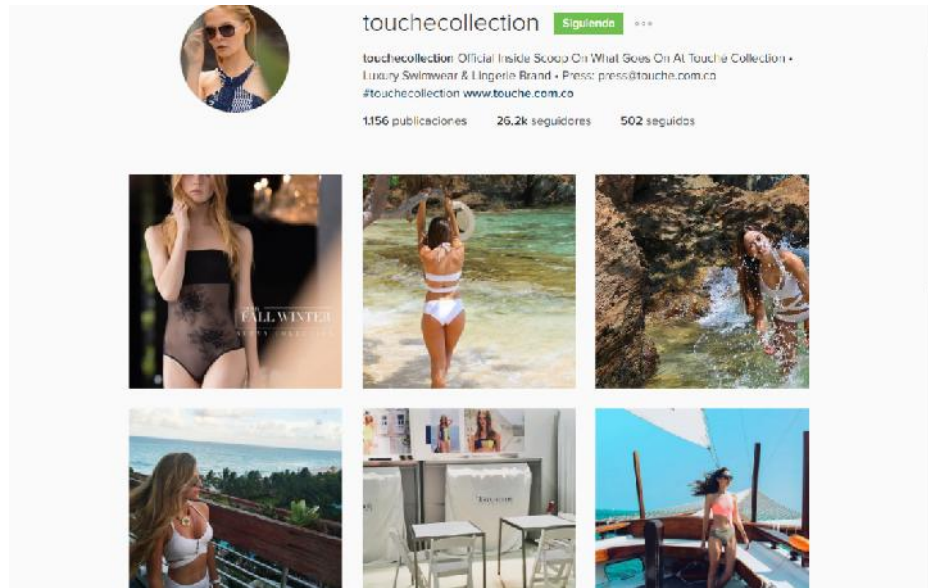 touchecollection Siguiendo
touchecollection Official Inside Scoop On What Goes On At Touché Collection •
Luxury Swimwear & Lingerie Brand • Press: press@touche.com.co
#touchecollection www.touche.com.co
1.156 publicaciones 26,2k seguidores 502 seguidos
FALL WINTER